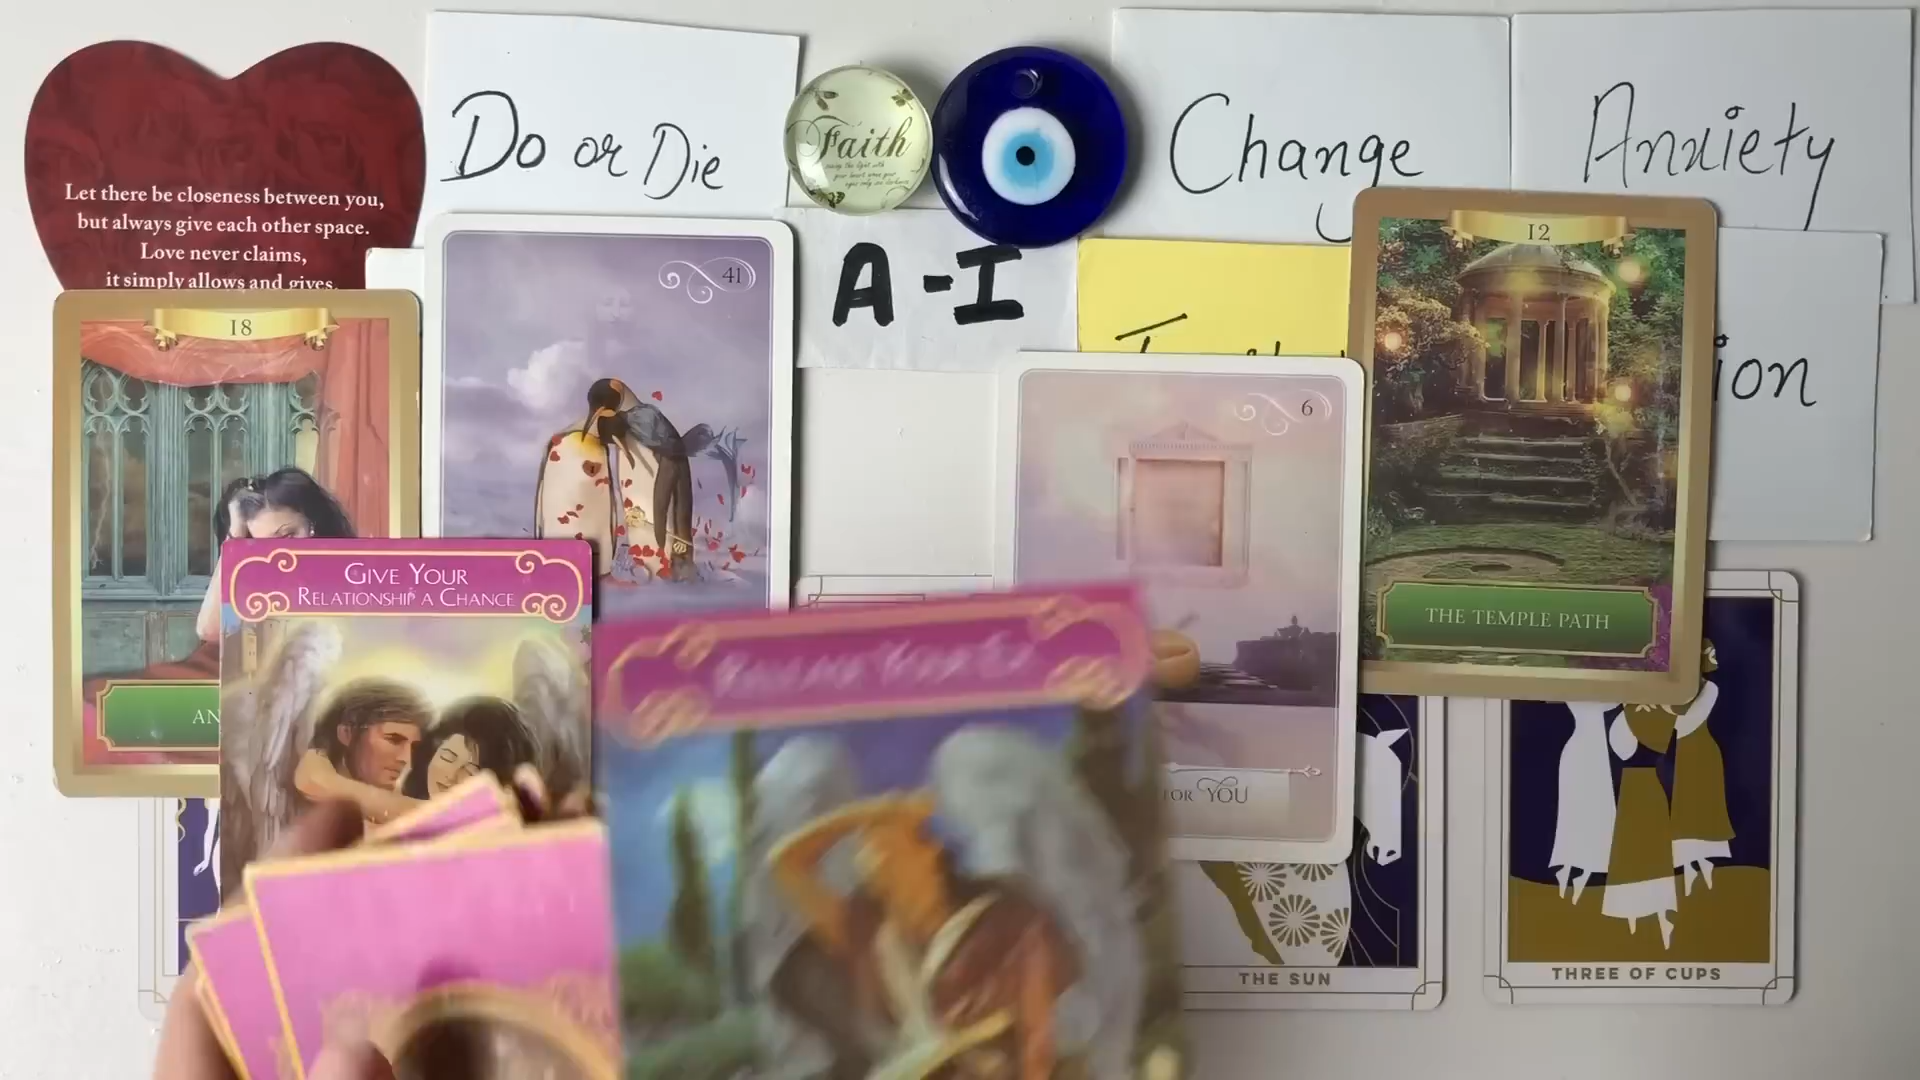 Let there be closeness between you,
but always give each other space.
Love never claims,
it simply allows and gives.
Do or Die
Faith
Change
Anxiety
A - I
41
18
12
6
ion
THE TEMPLE PATH
GIVE YOUR
RELATIONSHIP A CHANCE
AN
FOR YOU
THE SUN
THREE OF CUPS